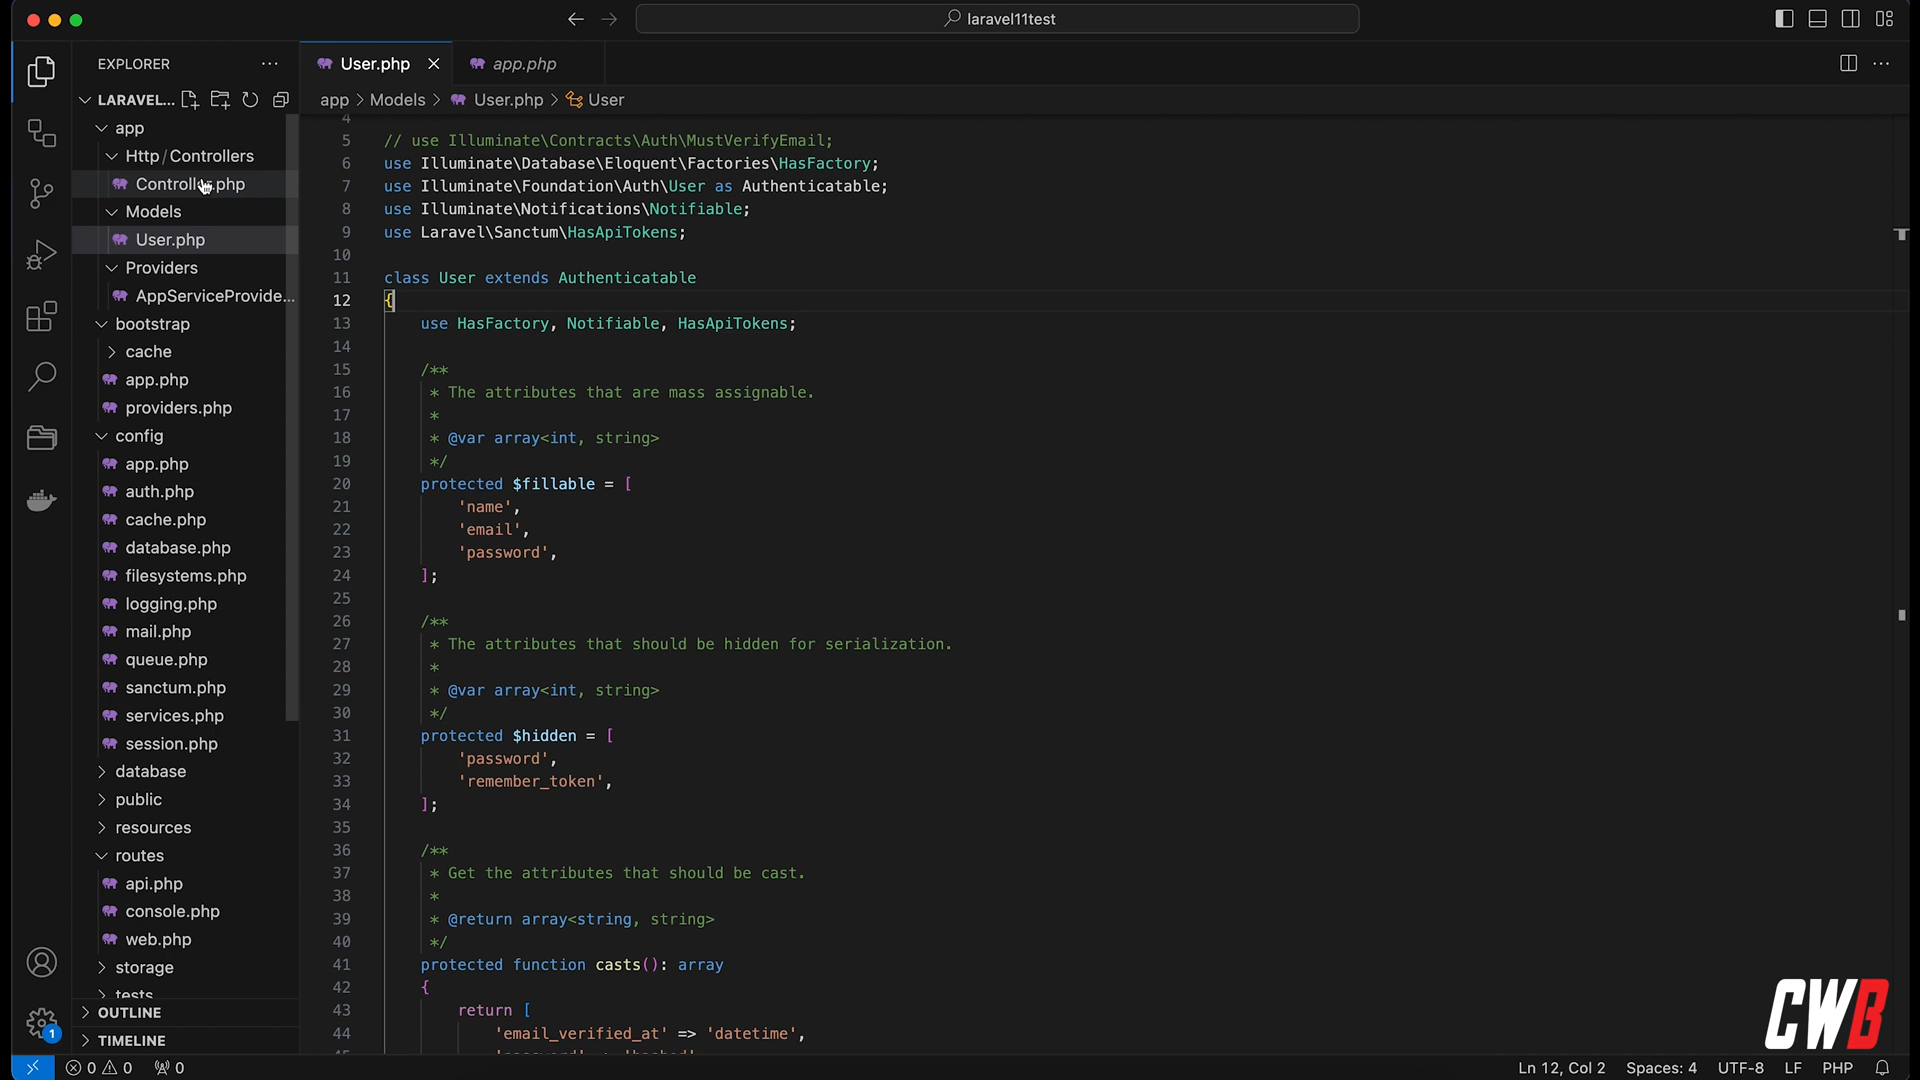 laravel11test
EXPLORER
User.php
app.php
LARAVEL...
app > Models > User.php > User
app
Http / Controllers
Controller.php
Models
User.php
Providers
AppServiceProvide...
bootstrap
cache
app.php
providers.php
config
app.php
auth.php
cache.php
database.php
filesystems.php
logging.php
mail.php
queue.php
sanctum.php
services.php
session.php
database
public
resources
routes
api.php
console.php
web.php
storage
tests
OUTLINE
TIMELINE
4
5 // use Illuminate\Contracts\Auth\MustVerifyEmail;
6 use Illuminate\Database\Eloquent\Factories\HasFactory;
7 use Illuminate\Foundation\Auth\User as Authenticatable;
8 use Illuminate\Notifications\Notifiable;
9 use Laravel\Sanctum\HasApiTokens;
10
11 class User extends Authenticatable
12 {
13 use HasFactory, Notifiable, HasApiTokens;
14
15 /**
16 * The attributes that are mass assignable.
17 *
18 * @var array<int, string>
19 */
20 protected $fillable = [
21 'name',
22 'email',
23 'password',
24 ];
25
26 /**
27 * The attributes that should be hidden for serialization.
28 *
29 * @var array<int, string>
30 */
31 protected $hidden = [
32 'password',
33 'remember_token',
34 ];
35
36 /**
37 * Get the attributes that should be cast.
38 *
39 * @return array<string, string>
40 */
41 protected function casts(): array
42 {
43 return [
44 'email_verified_at' => 'datetime',
CWB
1
0 0 0
Ln 12, Col 2 Spaces: 4 UTF-8 LF PHP